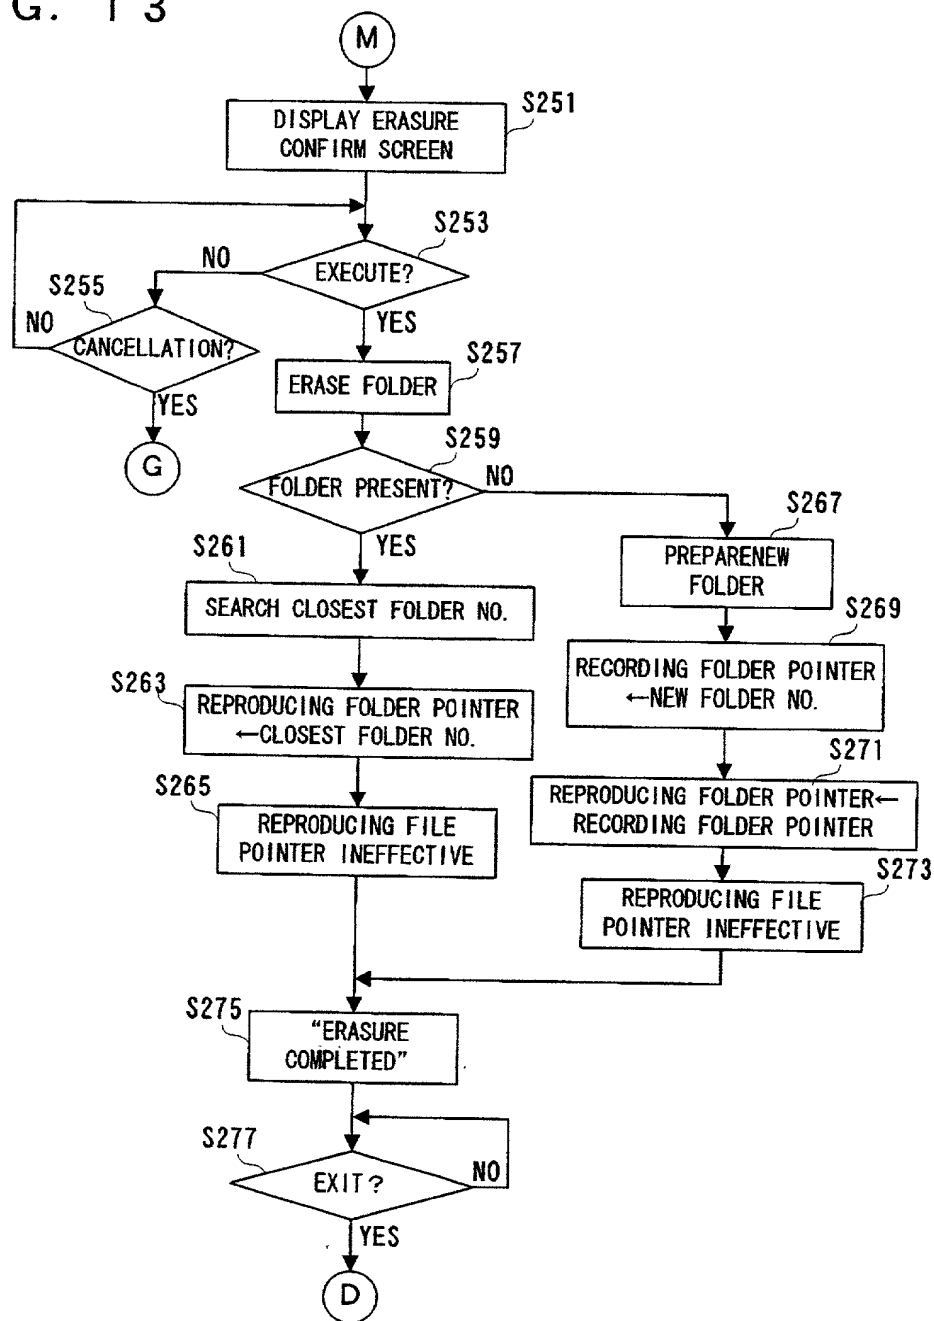 G. 13
M
S251
DISPLAY ERASURE
CONFIRM SCREEN
S253
NO
EXECUTE?
S255
NO
CANCELLATION?
YES
YES
G
S257
ERASE FOLDER
S259
FOLDER PRESENT?
NO
YES
S267
PREPARENEW
FOLDER
S261
SEARCH CLOSEST FOLDER NO.
S269
RECORDING FOLDER POINTER
←NEW FOLDER NO.
S263
REPRODUCING FOLDER POINTER
←CLOSEST FOLDER NO.
S271
REPRODUCING FOLDER POINTER←
RECORDING FOLDER POINTER
S265
REPRODUCING FILE
POINTER INEFFECTIVE
S273
REPRODUCING FILE
POINTER INEFFECTIVE
S275
“ERASURE
COMPLETED”
S277
EXIT?
NO
YES
D